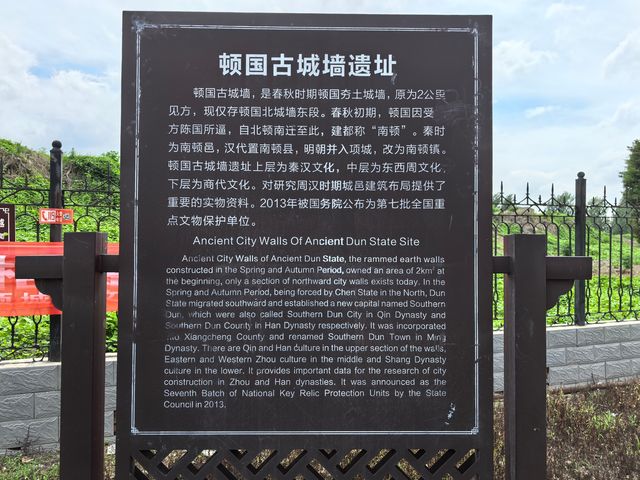 顿国古城墙遗址
顿国古城墙，是春秋时期顿国夯土城墙，原为2公里
见方，现仅存顿国北城墙东段。春秋初期，顿国因受
方陈国所逼，自北顿南迁至此，建都称“南顿”。秦时
为南顿邑，汉代置南顿县，明朝并入项城，改为南顿镇。
顿国古城墙遗址上层为秦汉文化，中层为东西周文化，
下层为商代文化。对研究周汉时期城邑建筑布局提供了
重要的实物资料。2013年被国务院公布为第七批全国重
点文物保护单位。
Ancient City Walls Of Ancient Dun State Site
Ancient City Walls of Ancient Dun State, the rammed earth walls
constructed in the Spring and Autumn Period, owned an area of 2km² at
the beginning, only a section of northward city walls exists today. In the
Spring and Autumn Period, being forced by Chen State in the North, Dun
State migrated southward and established a new capital named Southern
Dun, which were also called Southern Dun City in Qin Dynasty and
Southern Dun County in Han Dynasty respectively. It was incorporated
into Xiangcheng County and renamed Southern Dun Town in Ming
Dynasty. There are Qin and Han culture in the upper section of the walls,
Eastern and Western Zhou culture in the middle and Shang Dynasty
culture in the lower. It provides important data for the research of city
construction in Zhou and Han dynasties. It was announced as the
Seventh Batch of National Key Relic Protection Units by the State
Council in 2013.